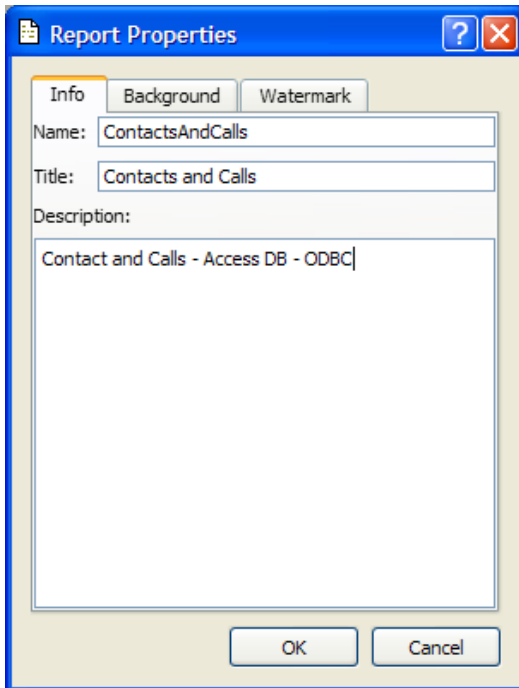 Report Properties
Info Background Watermark
Name: ContactsAndCalls
Title: Contacts and Calls
Description:
Contact and Calls - Access DB - ODBC
OK Cancel